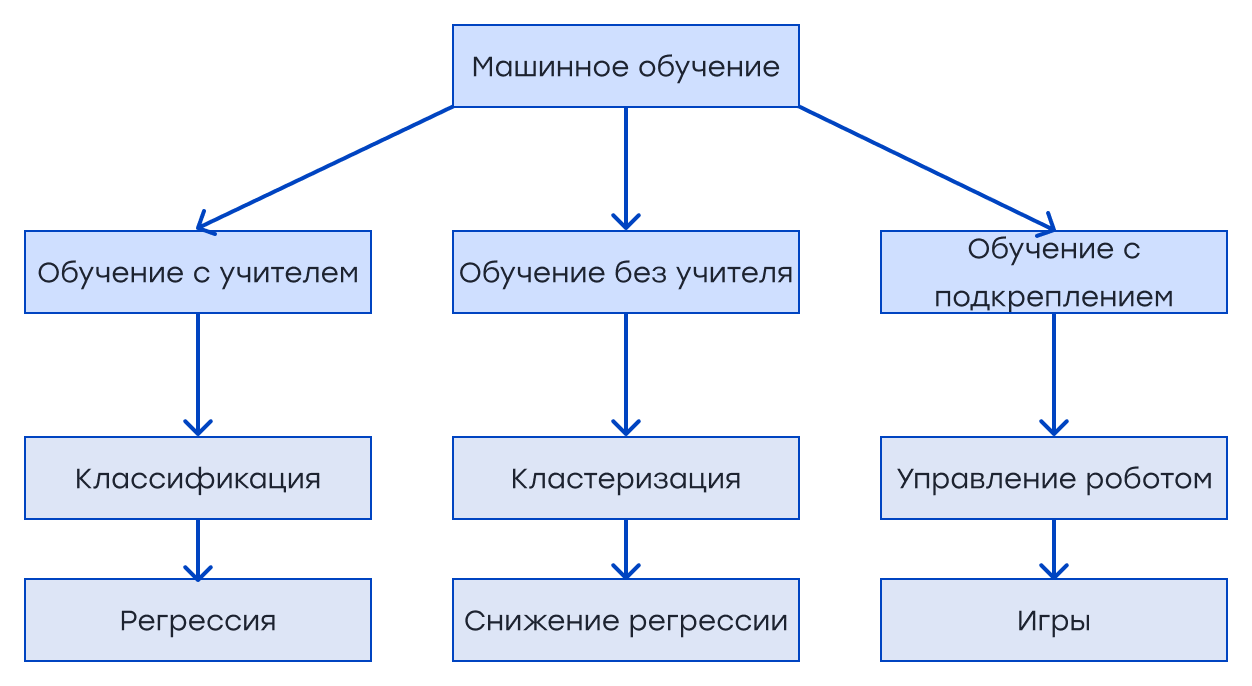 Машинное обучение
Обучение с учителем
Обучение без учителя
Обучение с
подкреплением
Классификация
Кластеризация
Управление роботом
Регрессия
Снижение регрессии
Игры